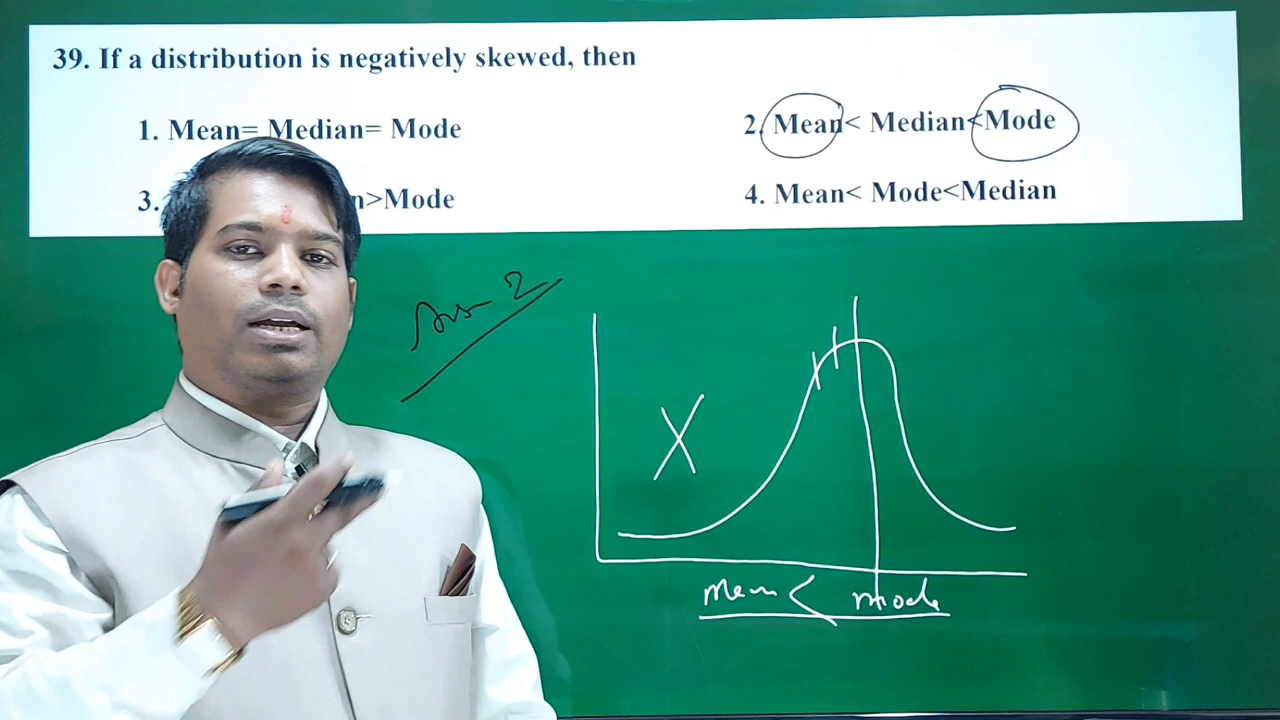 39. If a distribution is negatively skewed, then
1. Mean= Median= Mode
2. Mean< Median<Mode
3. n>Mode
4. Mean< Mode<Median
Ans- 2
X
Mean < mode